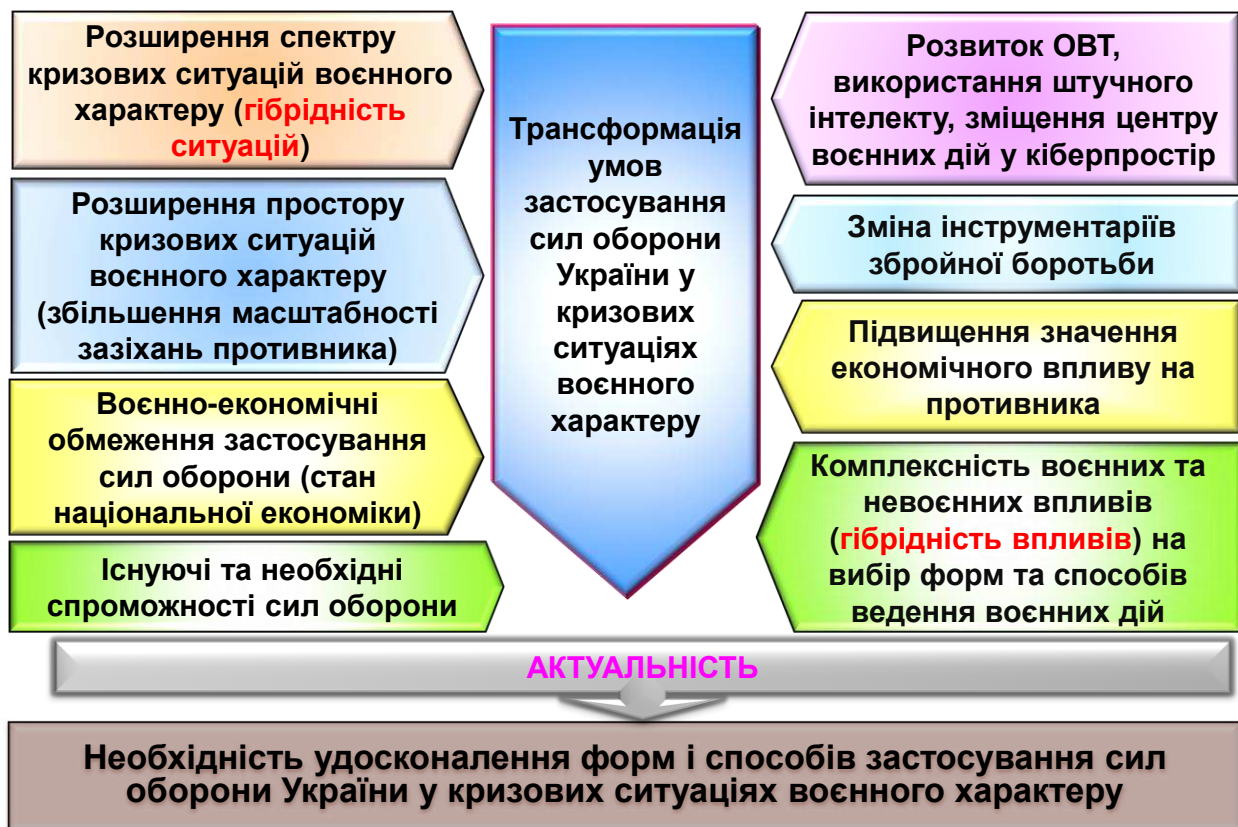 Розширення спектру
кризових ситуацій воєнного
характеру (гібрідність
ситуацій)
Розширення простору
кризових ситуацій
воєнного характеру
(збільшення масштабності
зазіхань противника)
Воєнно-економічні
обмеження застосування
сил оборони (стан
національної економіки)
Існуючі та необхідні
спроможності сил оборони
Трансформація
умов
застосування
сил оборони
України у
кризових
ситуаціях
воєнного
характеру
Розвиток ОВТ,
використання штучного
інтелекту, зміщення центру
воєнних дій у кіберпростір
Зміна інструментаріїв
збройної боротьби
Підвищення значення
економічного впливу на
противника
Комплексність воєнних та
невоєнних впливів
(гібрідність впливів) на
вибір форм та способів
ведення воєнних дій
АКТУАЛЬНІСТЬ
Необхідність удосконалення форм і способів застосування сил
оборони України у кризових ситуаціях воєнного характеру